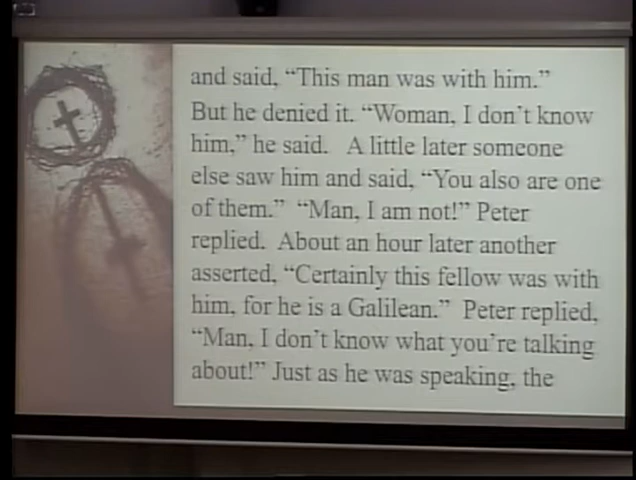 and said, “This man was with him.”
But he denied it. “Woman, I don’t know
him,” he said.   A little later someone
else saw him and said, “You also are one
of them.”  “Man, I am not!” Peter
replied.  About an hour later another
asserted, “Certainly this fellow was with
him, for he is a Galilean.”  Peter replied,
“Man, I don’t know what you’re talking
about!” Just as he was speaking, the